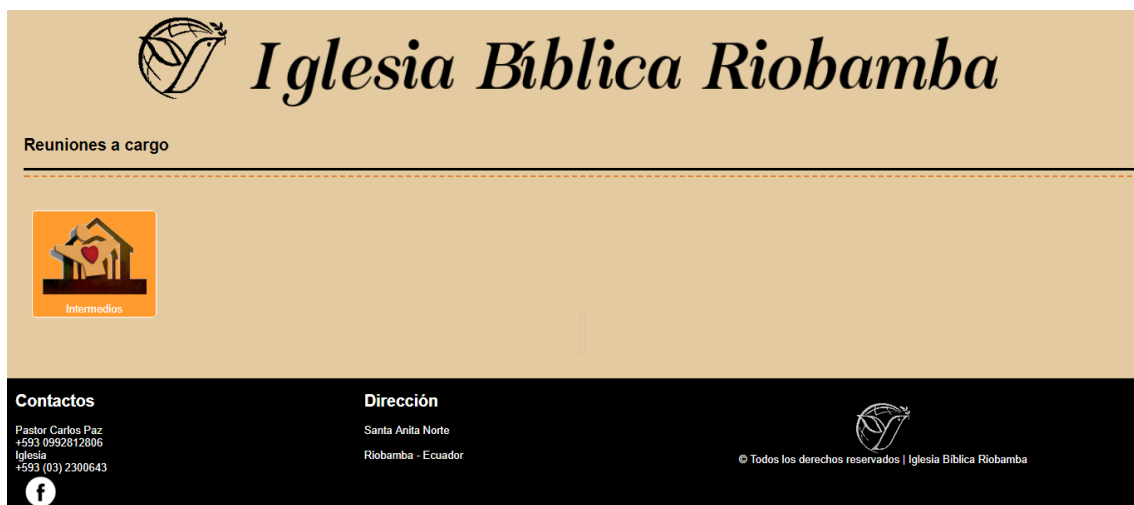 Iglesia Bíblica Riobamba
Reuniones a cargo
Intermedios
Contactos
Pastor Carlos Paz
+593 0992812806
Iglesia
+593 (03) 2300643
Dirección
Santa Anita Norte
Riobamba - Ecuador
© Todos los derechos reservados | Iglesia Bíblica Riobamba